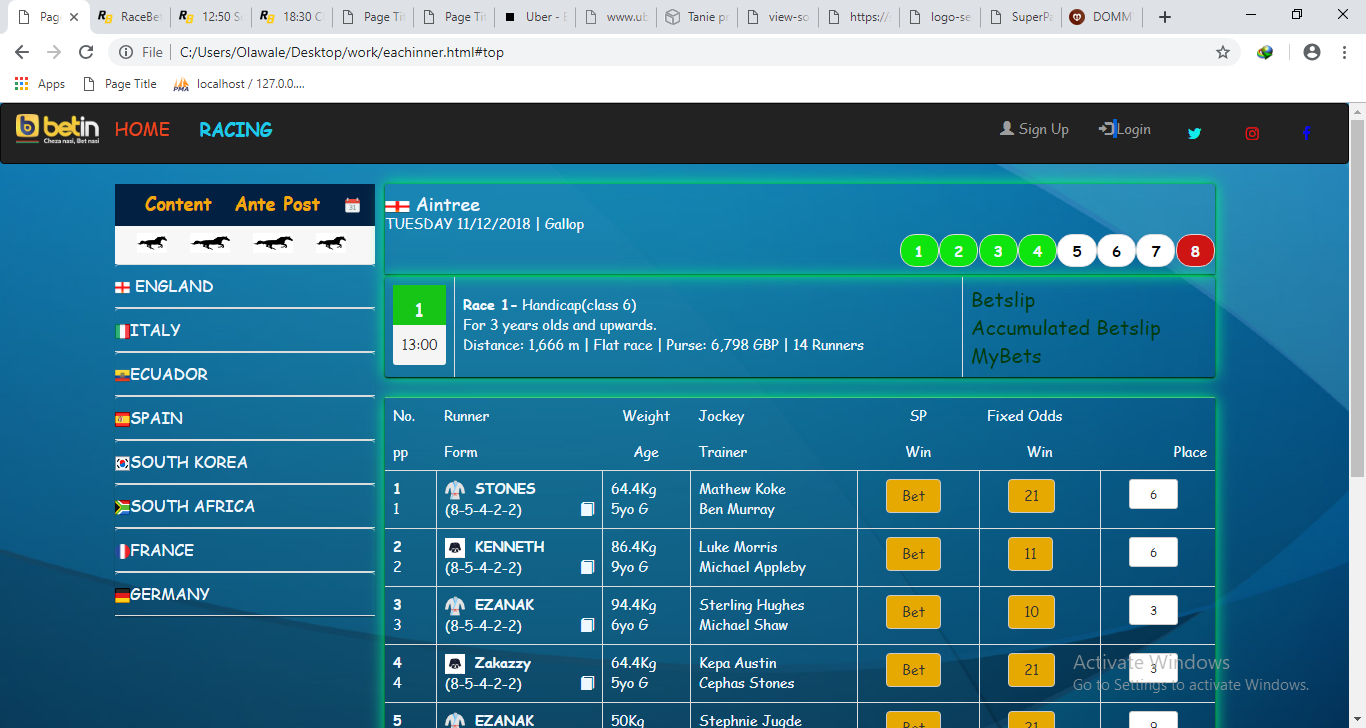 Pag
RaceBe
12:50 S
18:30 C
Page Ti
Page Ti
Uber - E
www.ub
Tanie p
view-so
https://
logo-se
SuperPa
DOMM
File C:/Users/Olawale/Desktop/work/eachinner.html#top
Apps Page Title localhost / 127.0.0....
betin HOME RACING Sign Up Login
Cheza nasi, Bet nasi
Content Ante Post
ENGLAND
ITALY
ECUADOR
SPAIN
SOUTH KOREA
SOUTH AFRICA
FRANCE
GERMANY
Aintree
TUESDAY 11/12/2018 | Gallop
1 2 3 4 5 6 7 8
1
13:00
Race 1- Handicap(class 6)
For 3 years olds and upwards.
Distance: 1,666 m | Flat race | Purse: 6,798 GBP | 14 Runners
Betslip
Accumulated Betslip
MyBets
No. Runner Weight Jockey SP Fixed Odds
pp Form Age Trainer Win Win Place
1 STONES 64.4Kg Mathew Koke Bet 21 6
1 (8-5-4-2-2) 5yo G Ben Murray
2 KENNETH 86.4Kg Luke Morris Bet 11 6
2 (8-5-4-2-2) 9yo G Michael Appleby
3 EZANAK 94.4Kg Sterling Hughes Bet 10 3
3 (8-5-4-2-2) 6yo G Michael Shaw
4 Zakazzy 64.4Kg Kepa Austin Bet 21 3
4 (8-5-4-2-2) 5yo G Cephas Stones
5 EZANAK 50Kg Stephnie Jugde Bet 21 9
Activate Windows
Go to Settings to activate Windows.